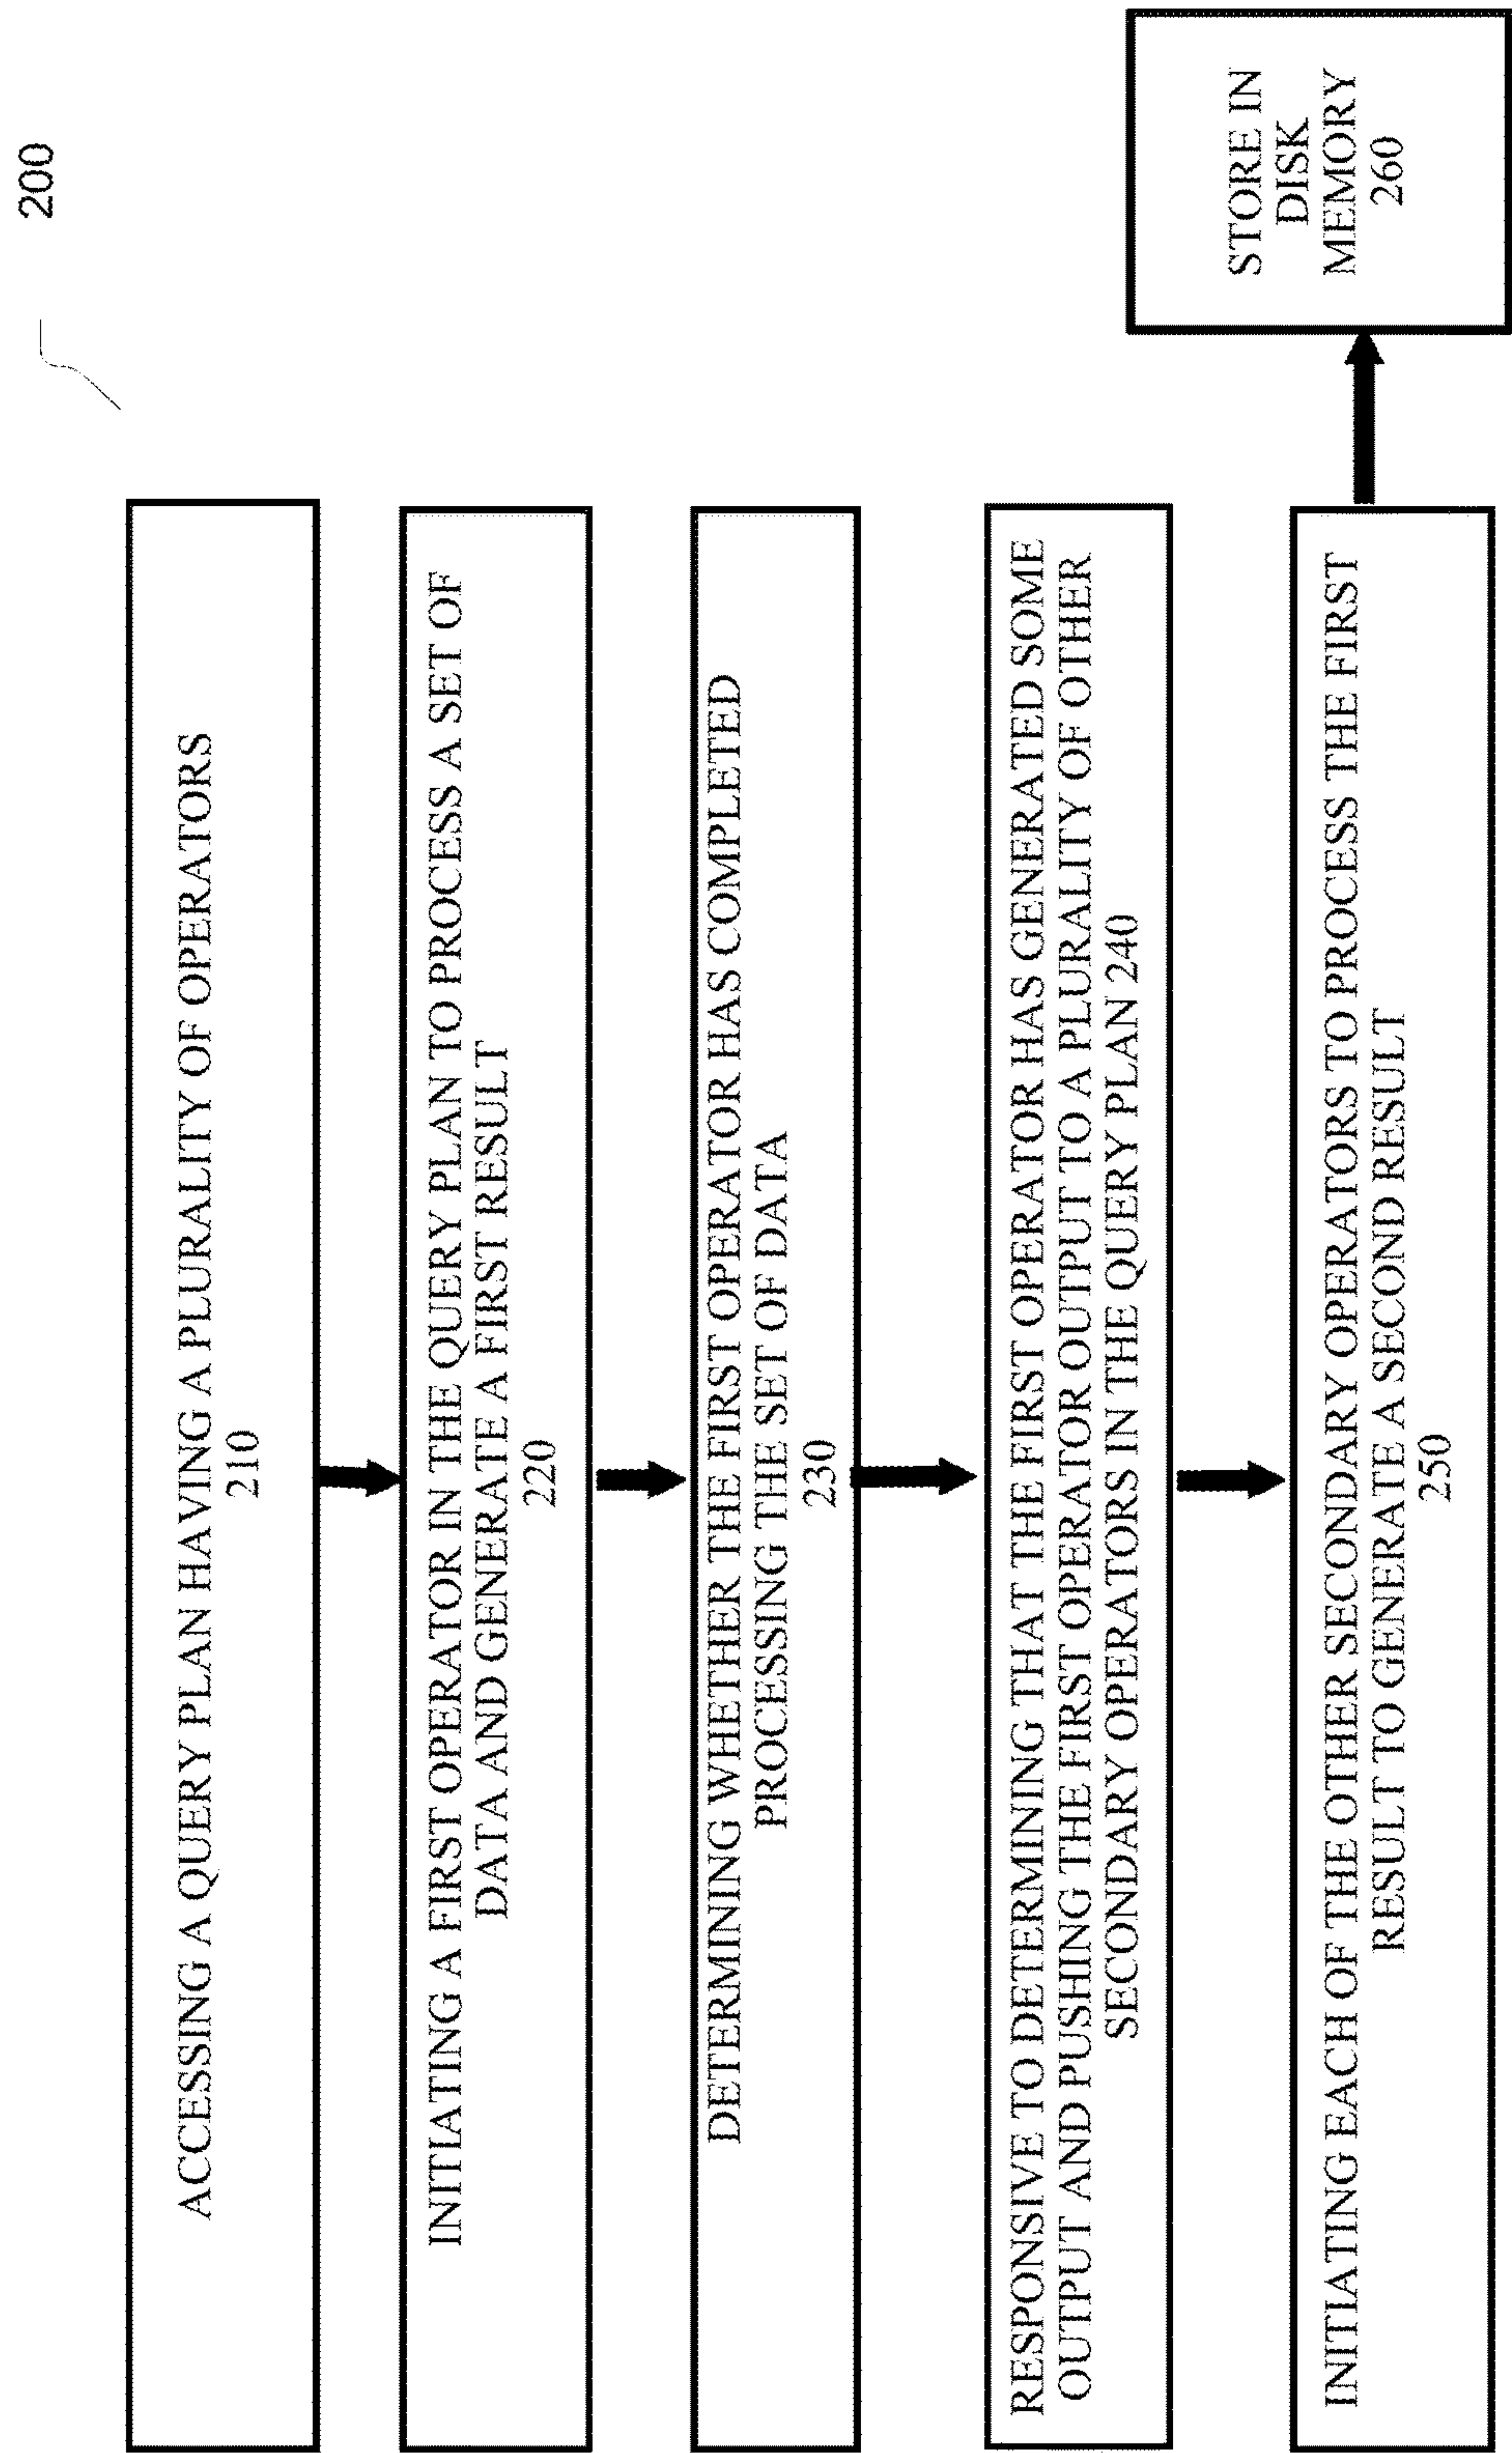 200
ACCESSING A QUERY PLAN HAVING A PLURALITY OF OPERATORS
210
INITIATING A FIRST OPERATOR IN THE QUERY PLAN TO PROCESS A SET OF
DATA AND GENERATE A FIRST RESULT
220
DETERMINING WHETHER THE FIRST OPERATOR HAS COMPLETED
PROCESSING THE SET OF DATA
230
RESPONSIVE TO DETERMINING THAT THE FIRST OPERATOR HAS GENERATED SOME
OUTPUT AND PUSHING THE FIRST OPERATOR OUTPUT TO A PLURALITY OF OTHER
SECONDARY OPERATORS IN THE QUERY PLAN 240
INITIATING EACH OF THE OTHER SECONDARY OPERATORS TO PROCESS THE FIRST
RESULT TO GENERATE A SECOND RESULT
250
STORE IN
DISK
MEMORY
260